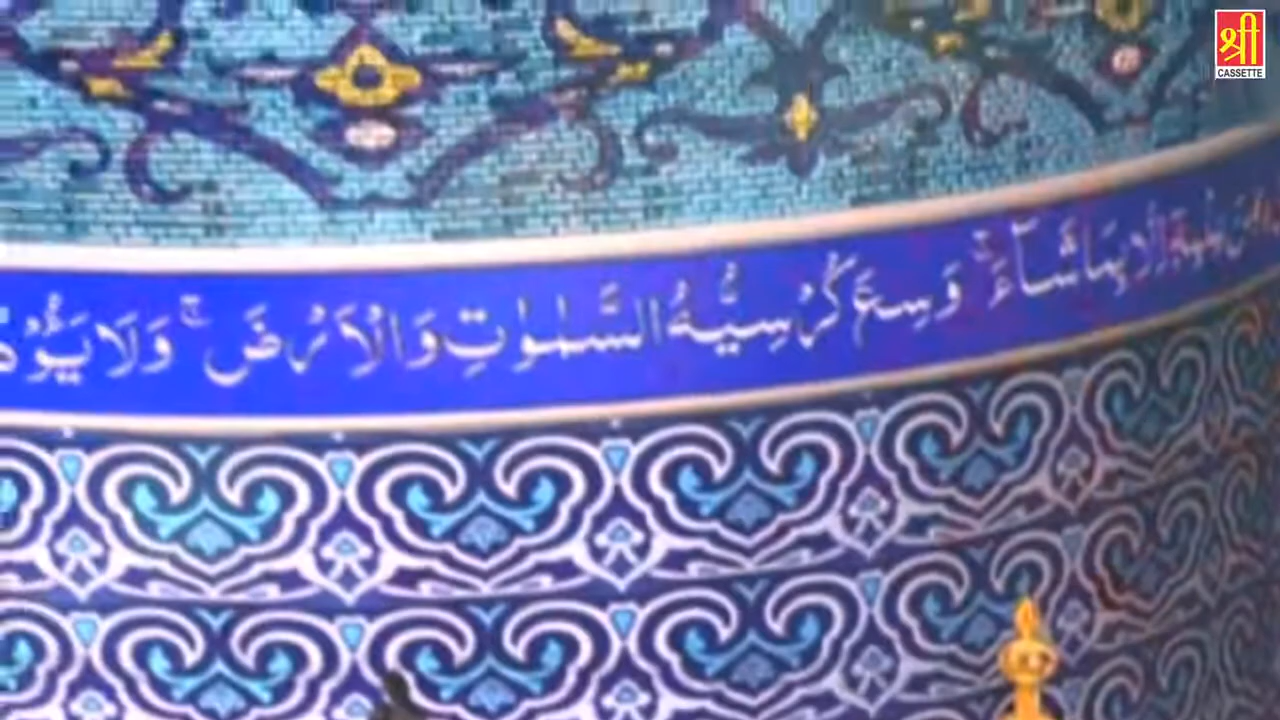 श्री
CASSETTE
اِلَّا بِمَا شَآءَ ۚ وَسِعَ كُرْسِيُّهُ السَّمٰوٰتِ وَالْاَرْضَ ۚ وَلَا